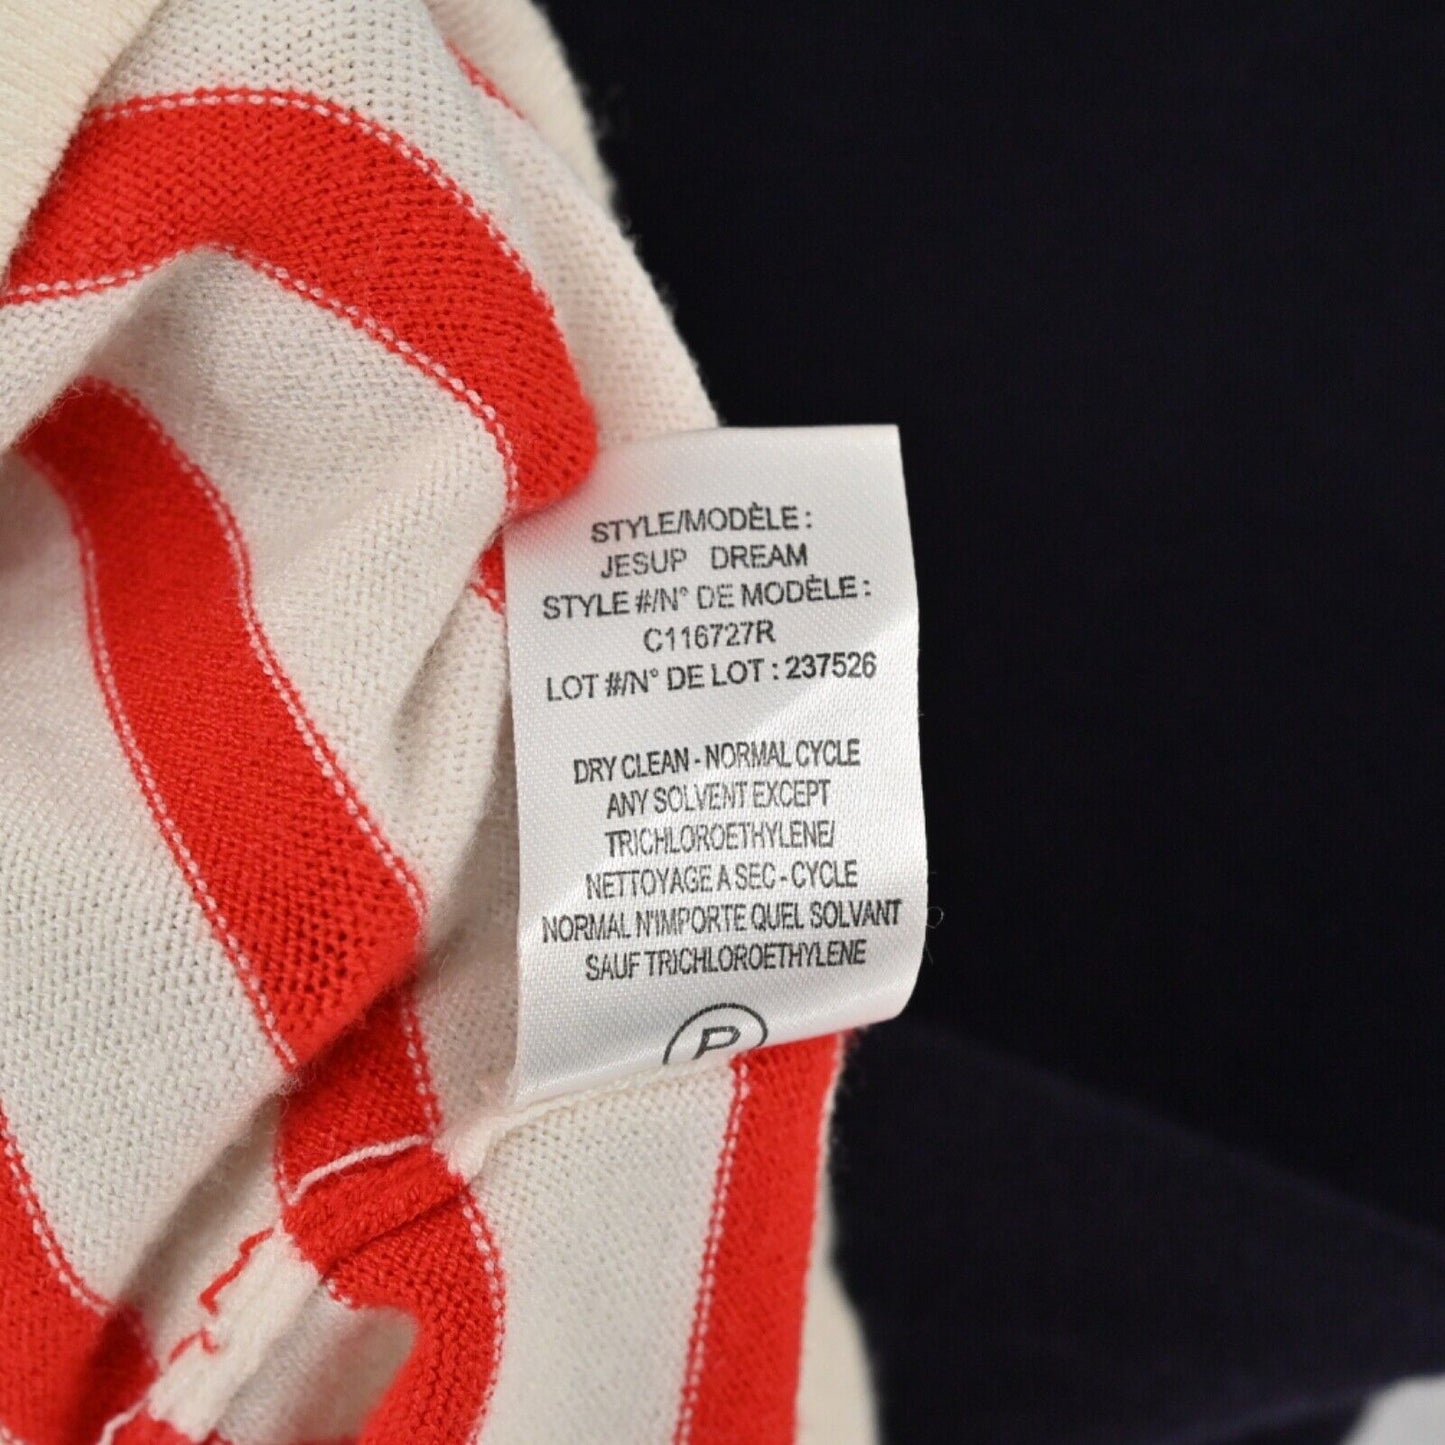 STYLE/MODÈLE :
JESUP DREAM
STYLE #/N° DE MODÈLE :
C116727R
LOT #/N° DE LOT : 237526
DRY CLEAN - NORMAL CYCLE
ANY SOLVENT EXCEPT
TRICHLOROETHYLENE/
NETTOYAGE A SEC - CYCLE
NORMAL N'IMPORTE QUEL SOLVANT
SAUF TRICHLOROETHYLENE
P